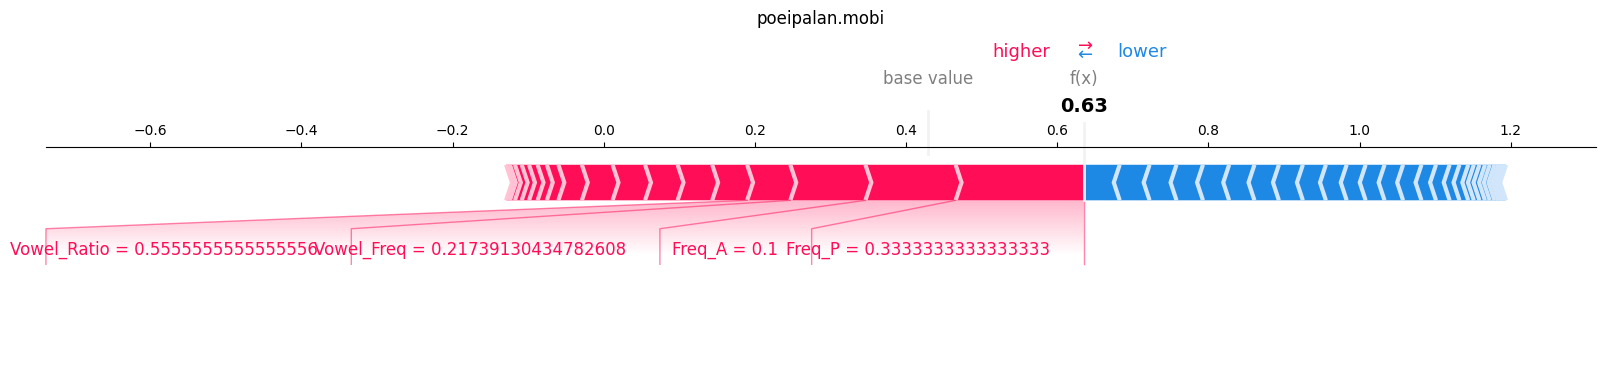 poeipalan.mobi
higher ⇄ lower
base value f(x)
0.63
−0.6 −0.4 −0.2 0.0 0.2 0.4 0.6 0.8 1.0 1.2
Vowel_Ratio = 0.5555555555555556 Vowel_Freq = 0.21739130434782608 Freq_A = 0.1 Freq_P = 0.3333333333333333